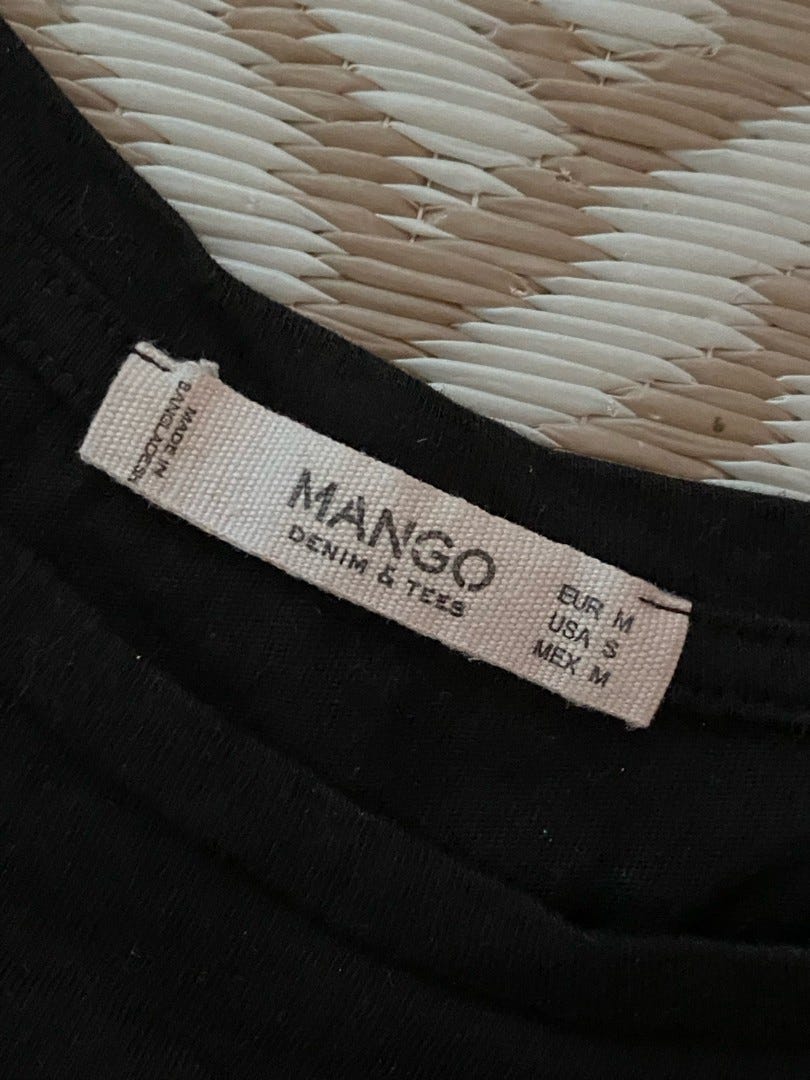 MADE IN
BANGLADESH
MANGO
DENIM & TEES
EUR M
USA S
MEX M